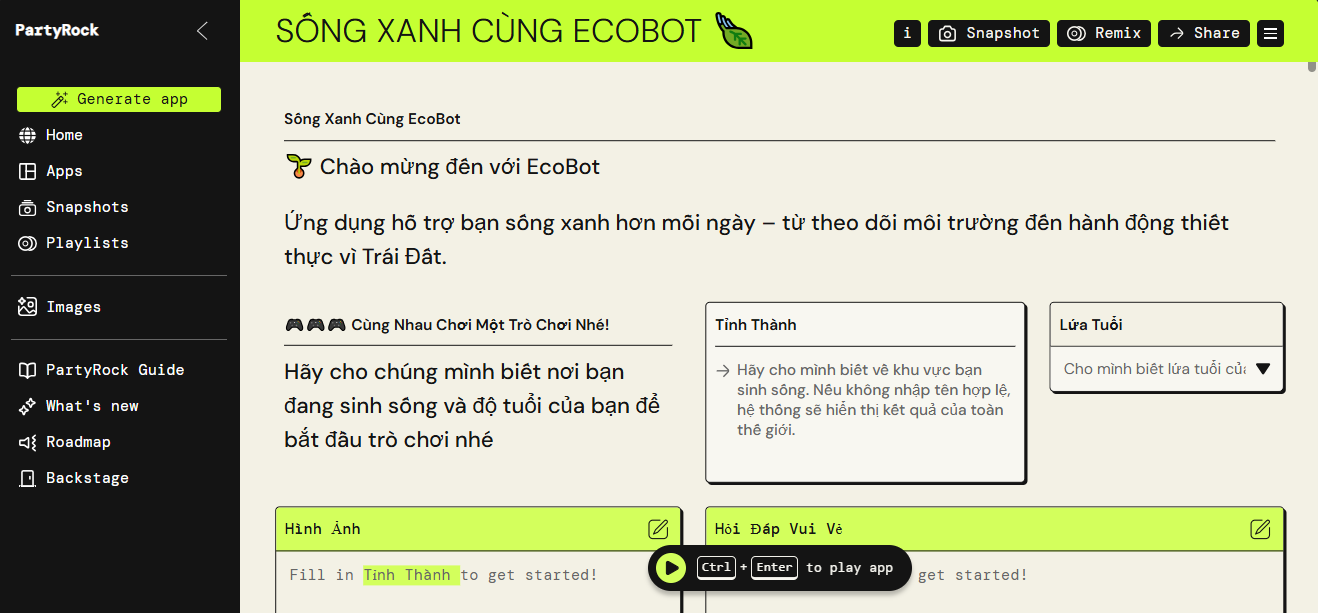 PartyRock
Generate app
Home
Apps
Snapshots
Playlists
Images
PartyRock Guide
What's new
Roadmap
Backstage
SỐNG XANH CÙNG ECOBOT
i
Snapshot
Remix
Share
Sống Xanh Cùng EcoBot
Chào mừng đến với EcoBot
Ứng dụng hỗ trợ bạn sống xanh hơn mỗi ngày – từ theo dõi môi trường đến hành động thiết
thực vì Trái Đất.
Cùng Nhau Chơi Một Trò Chơi Nhé!
Hãy cho chúng mình biết nơi bạn
đang sinh sống và độ tuổi của bạn để
bắt đầu trò chơi nhé
Tỉnh Thành
Hãy cho mình biết về khu vực bạn
sinh sống. Nếu không nhập tên hợp lệ,
hệ thống sẽ hiển thị kết quả của toàn
thế giới.
Lứa Tuổi
Cho mình biết lứa tuổi củ
Hình Ảnh
Fill in Tỉnh Thành to get started!
Hỏi Đáp Vui Vẻ
get started!
Ctrl + Enter to play app